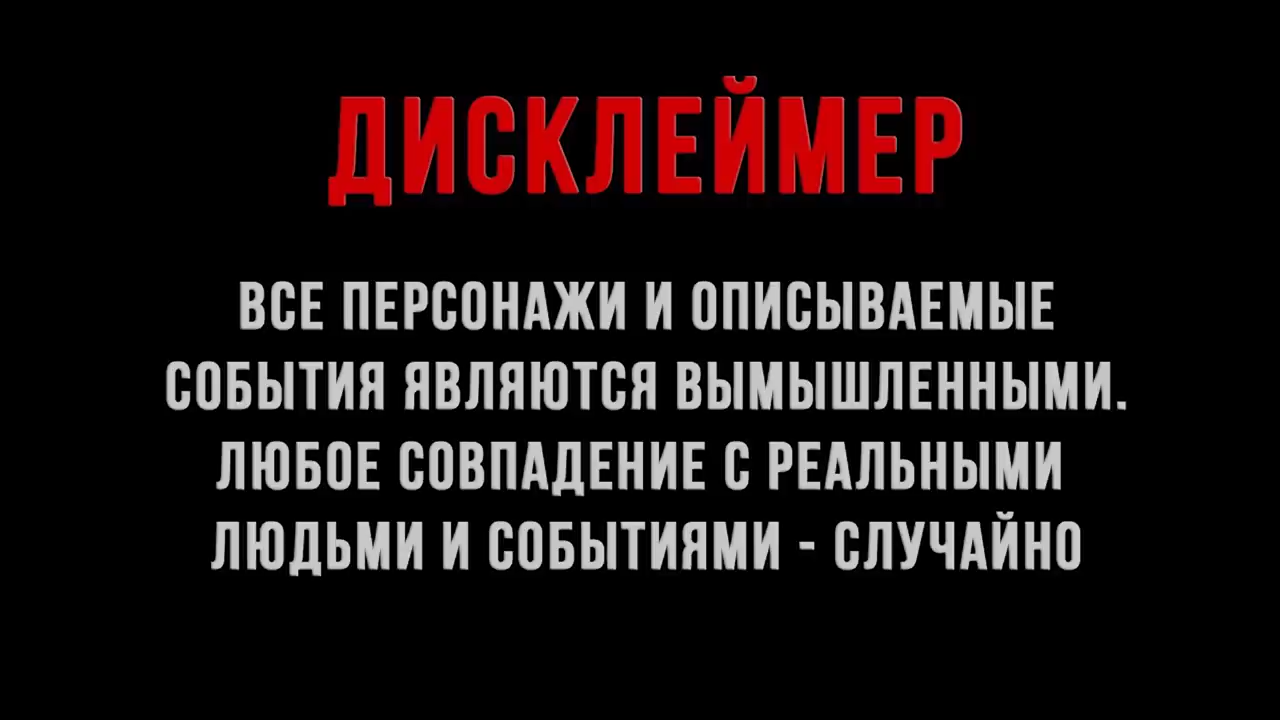 ДИСКЛЕЙМЕР
ВСЕ ПЕРСОНАЖИ И ОПИСЫВАЕМЫЕ
СОБЫТИЯ ЯВЛЯЮТСЯ ВЫМЫШЛЕННЫМИ.
ЛЮБОЕ СОВПАДЕНИЕ С РЕАЛЬНЫМИ
ЛЮДЬМИ И СОБЫТИЯМИ - СЛУЧАЙНО